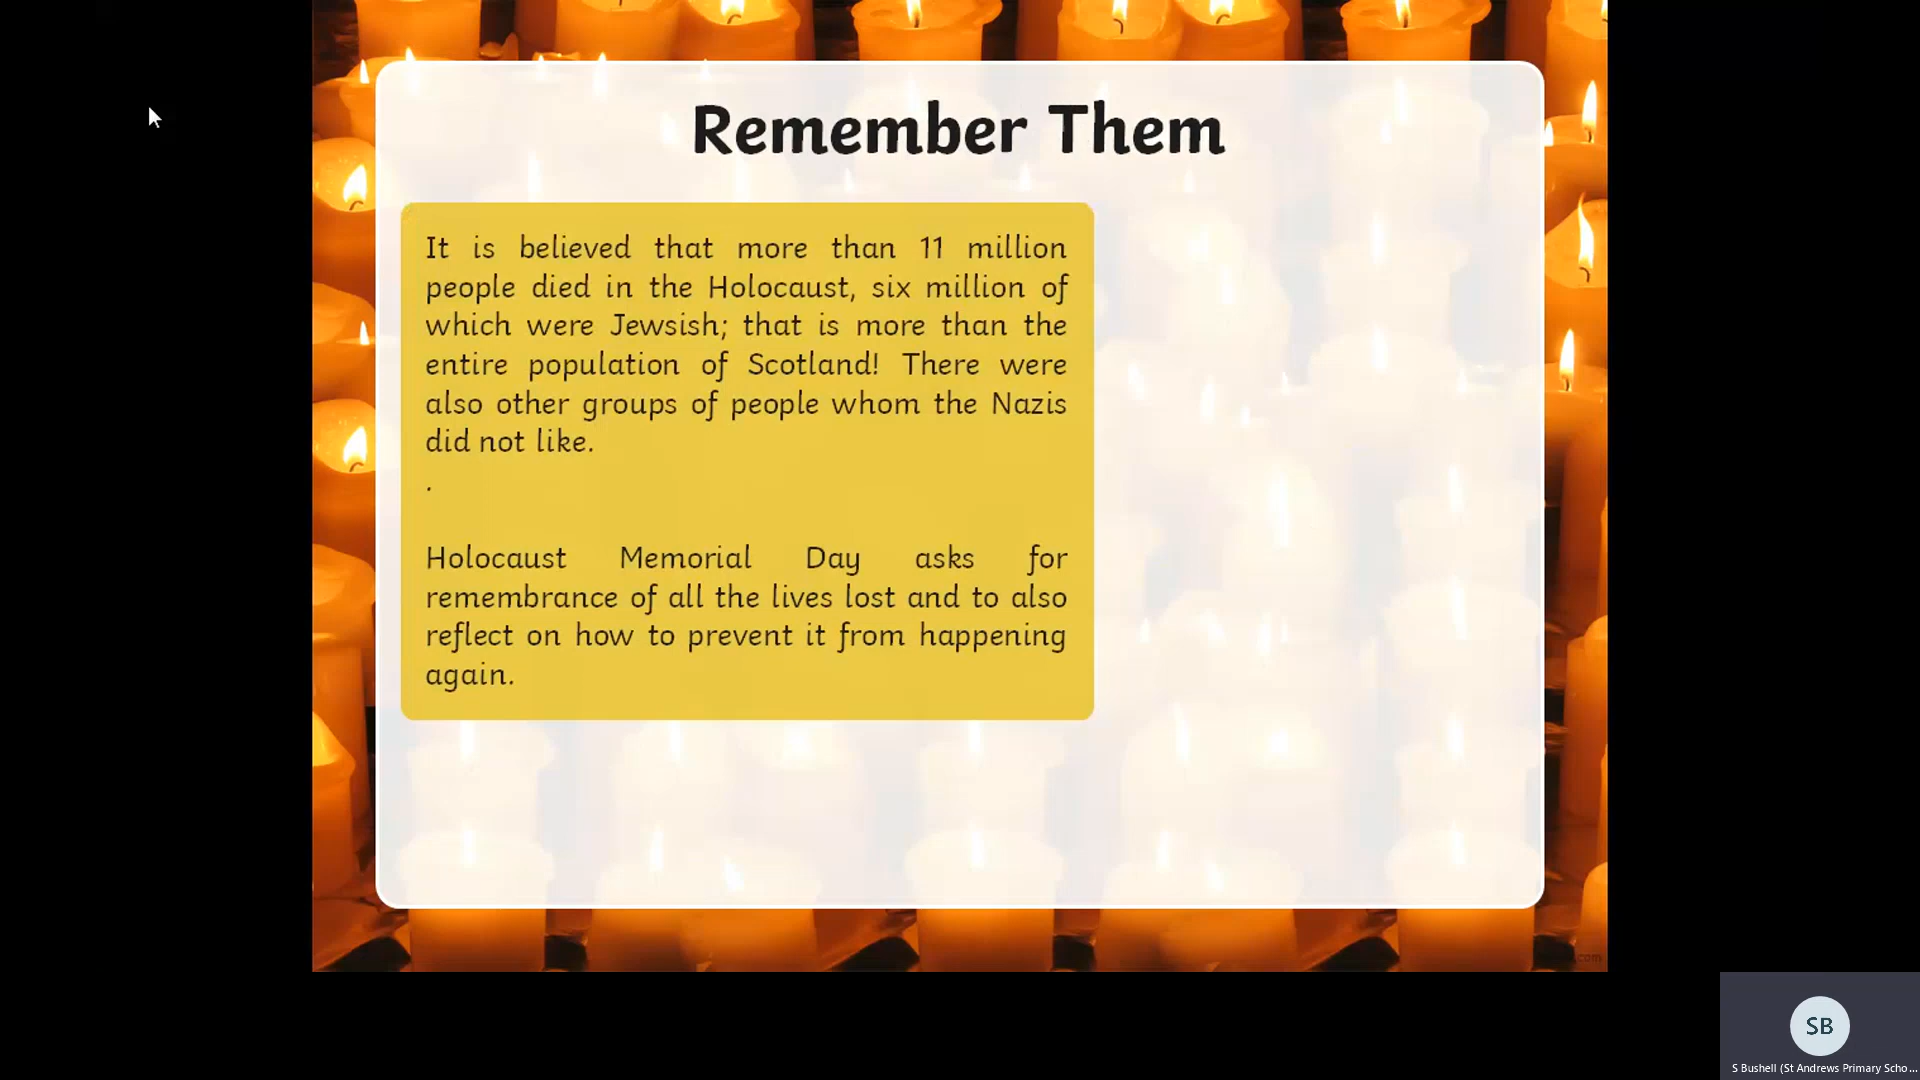 Remember Them
It is believed that more than 11 million
people died in the Holocaust, six million of
which were Jewsish; that is more than the
entire population of Scotland! There were
also other groups of people whom the Nazis
did not like.
.
Holocaust Memorial Day asks for
remembrance of all the lives lost and to also
reflect on how to prevent it from happening
again.
.com
SB
S Bushell (St Andrews Primary Scho...